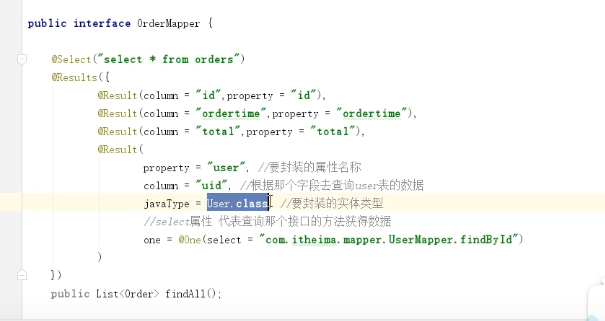 public interface OrderMapper {
@Select("select * from orders")
@Results({
@Result(column = "id",property = "id"),
@Result(column = "ordertime",property = "ordertime"),
@Result(column = "total",property = "total"),
@Result(
property = "user", //要封装的属性名称
column = "uid", //根据那个字段去查询user表的数据
javaType = User.class, //要封装的实体类型
//select属性 代表查询那个接口的方法获得数据
one = @One(select = "com.itheima.mapper.UserMapper.findById")
)
})
public List<Order> findAll();